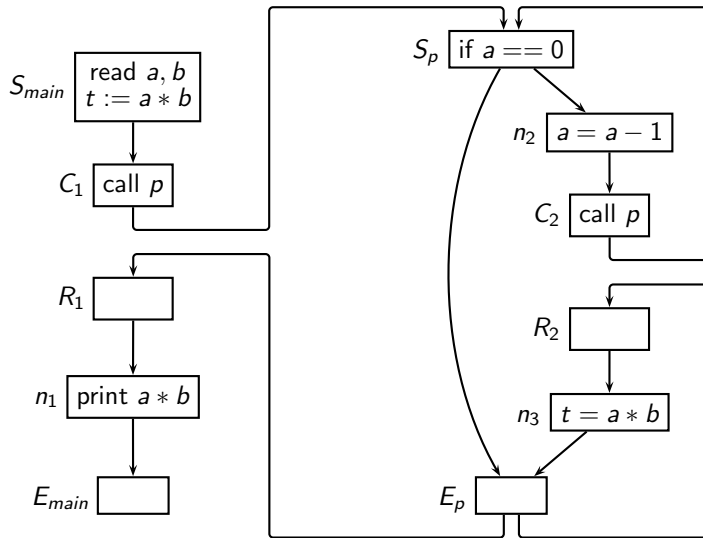 S_main
read a, b
t := a ∗ b
C_1 call p
R_1
n_1 print a ∗ b
E_main
S_p if a == 0
n_2 a = a − 1
C_2 call p
R_2
n_3 t = a ∗ b
E_p